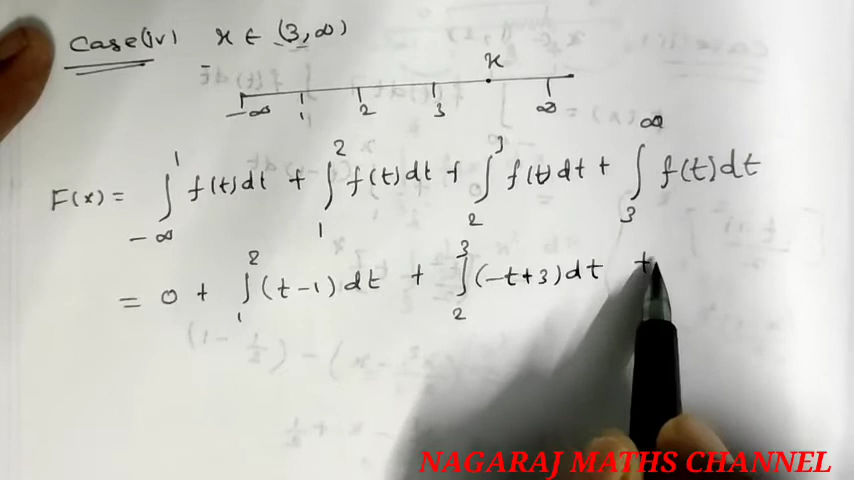 Case(iv) x ∈ (3, ∞)
x
-∞ 1 2 3 ∞
F(x) = ∫_{-∞}^{1} f(t)dt + ∫_{1}^{2} f(t)dt + ∫_{2}^{3} f(t)dt + ∫_{3}^{∞} f(t)dt
= 0 + ∫_{1}^{2} (t-1)dt + ∫_{2}^{3} (-t+3)dt +
NAGARAJ MATHS CHANNEL